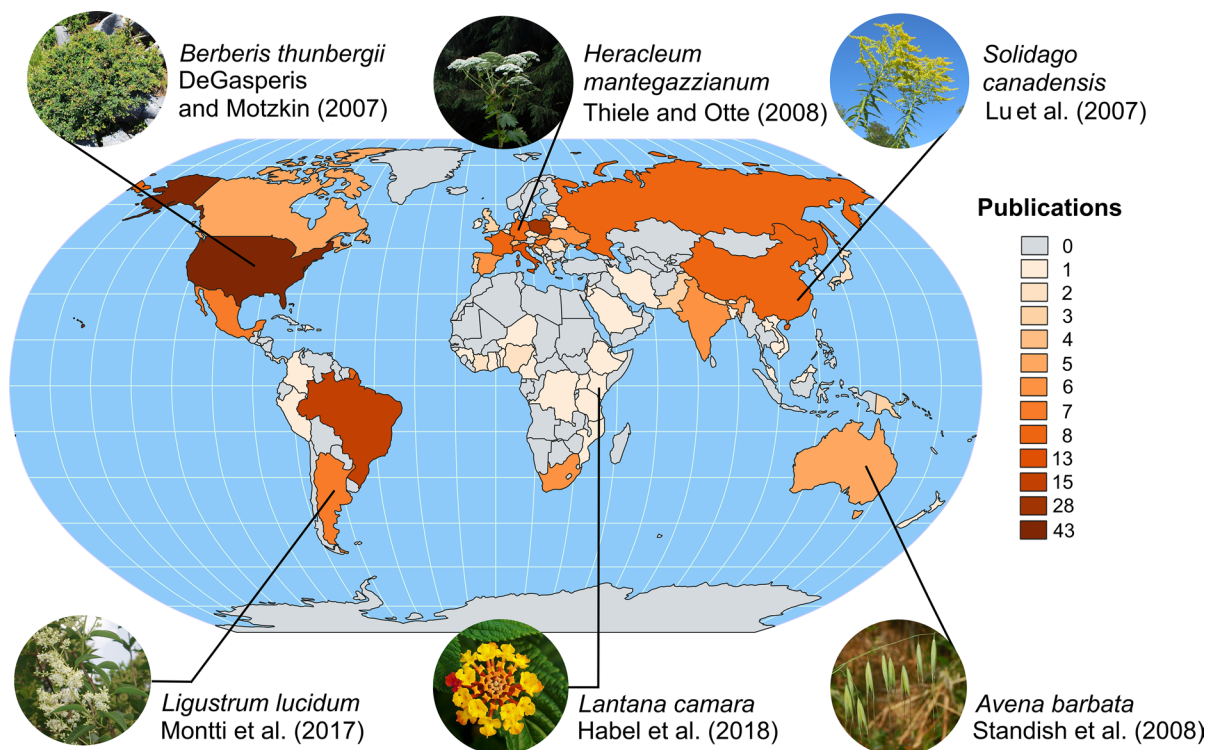 Berberis thunbergii
DeGasperis
and Motzkin (2007)
Heracleum
mantegazzianum
Thiele and Otte (2008)
Solidago
canadensis
Lu et al. (2007)
Publications
0
1
2
3
4
5
6
7
8
13
15
28
43
Ligustrum lucidum
Montti et al. (2017)
Lantana camara
Habel et al. (2018)
Avena barbata
Standish et al. (2008)